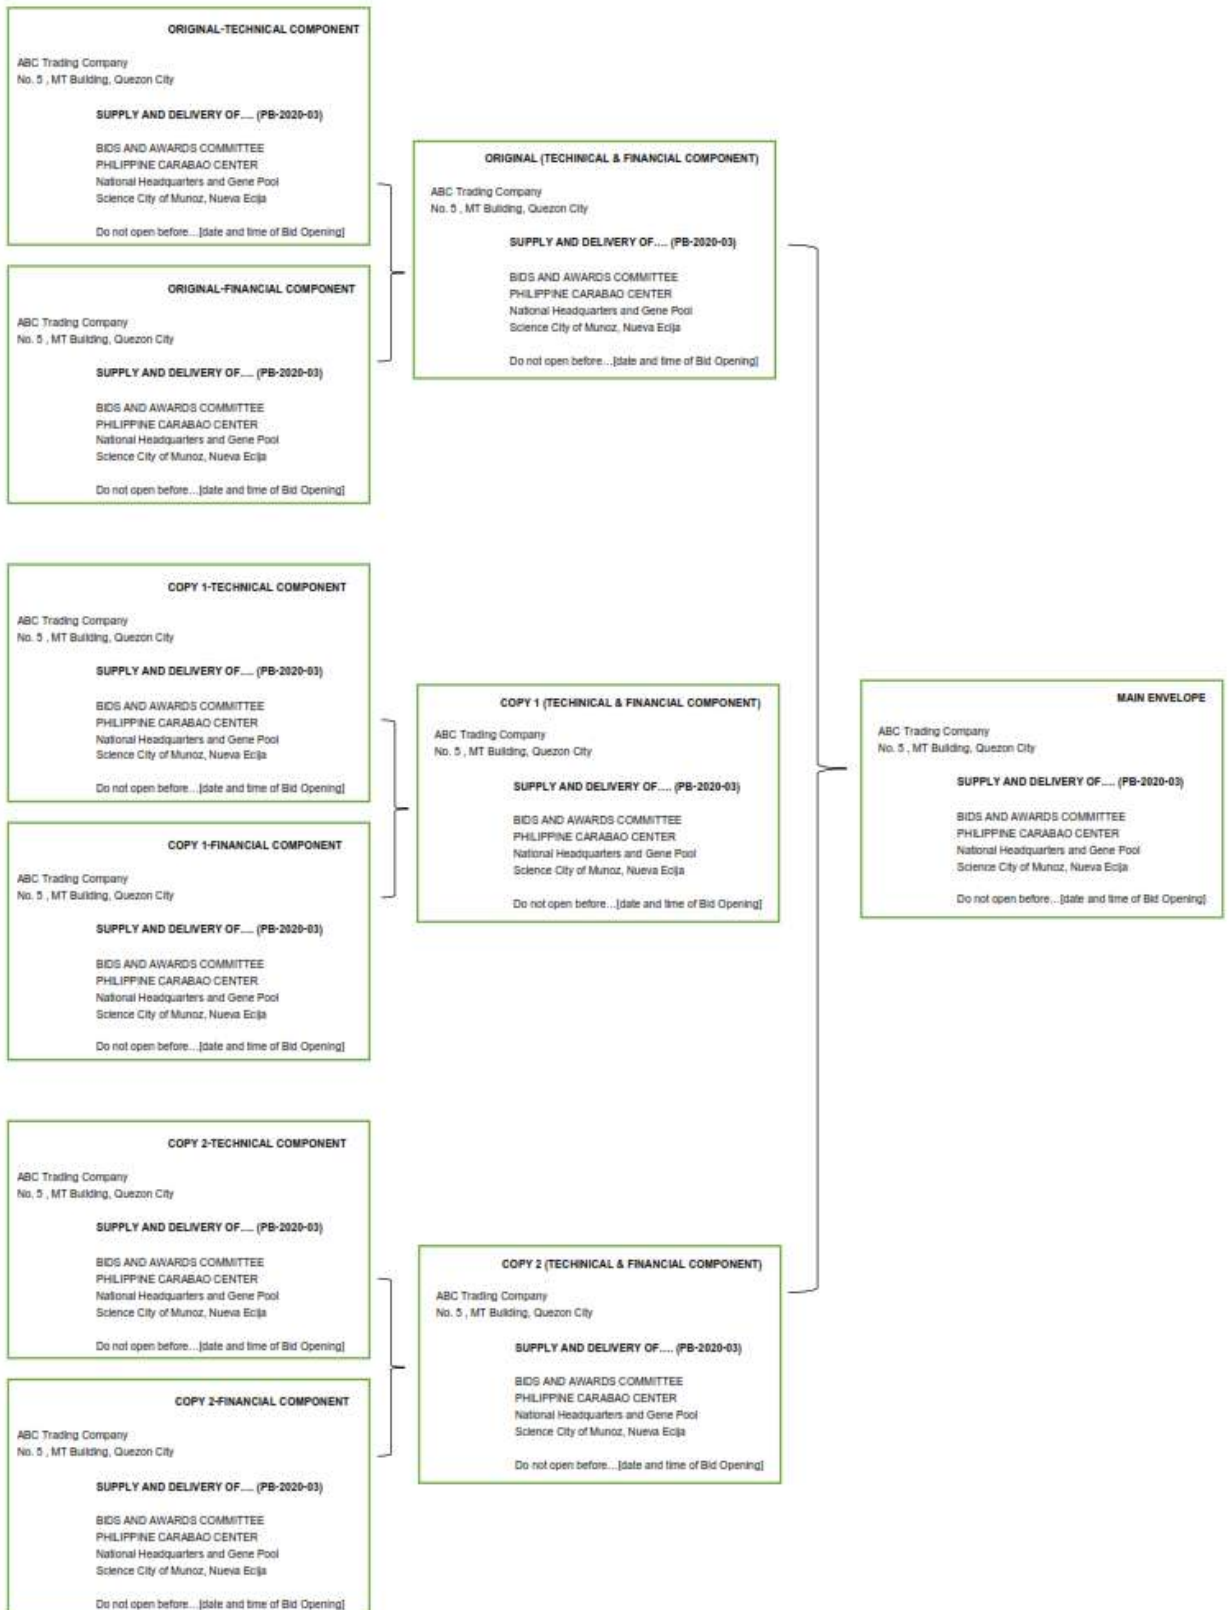 ORIGINAL-TECHNICAL COMPONENT
ABC Trading Company
No. 5 , MT Building, Quezon City
SUPPLY AND DELIVERY OF.... (PB-2020-03)
BIDS AND AWARDS COMMITTEE
PHILIPPINE CARABAO CENTER
National Headquarters and Gene Pool
Science City of Munoz, Nueva Ecija
Do not open before...[date and time of Bid Opening]
ORIGINAL-FINANCIAL COMPONENT
ABC Trading Company
No. 5 , MT Building, Quezon City
SUPPLY AND DELIVERY OF.... (PB-2020-03)
BIDS AND AWARDS COMMITTEE
PHILIPPINE CARABAO CENTER
National Headquarters and Gene Pool
Science City of Munoz, Nueva Ecija
Do not open before...[date and time of Bid Opening]
ORIGINAL (TECHINICAL & FINANCIAL COMPONENT)
ABC Trading Company
No. 5 , MT Building, Quezon City
SUPPLY AND DELIVERY OF.... (PB-2020-03)
BIDS AND AWARDS COMMITTEE
PHILIPPINE CARABAO CENTER
National Headquarters and Gene Pool
Science City of Munoz, Nueva Ecija
Do not open before...[date and time of Bid Opening]
COPY 1-TECHNICAL COMPONENT
ABC Trading Company
No. 5 , MT Building, Quezon City
SUPPLY AND DELIVERY OF.... (PB-2020-03)
BIDS AND AWARDS COMMITTEE
PHILIPPINE CARABAO CENTER
National Headquarters and Gene Pool
Science City of Munoz, Nueva Ecija
Do not open before...[date and time of Bid Opening]
COPY 1-FINANCIAL COMPONENT
ABC Trading Company
No. 5 , MT Building, Quezon City
SUPPLY AND DELIVERY OF.... (PB-2020-03)
BIDS AND AWARDS COMMITTEE
PHILIPPINE CARABAO CENTER
National Headquarters and Gene Pool
Science City of Munoz, Nueva Ecija
Do not open before...[date and time of Bid Opening]
COPY 1 (TECHINICAL & FINANCIAL COMPONENT)
ABC Trading Company
No. 5 , MT Building, Quezon City
SUPPLY AND DELIVERY OF.... (PB-2020-03)
BIDS AND AWARDS COMMITTEE
PHILIPPINE CARABAO CENTER
National Headquarters and Gene Pool
Science City of Munoz, Nueva Ecija
Do not open before...[date and time of Bid Opening]
MAIN ENVELOPE
ABC Trading Company
No. 5 , MT Building, Quezon City
SUPPLY AND DELIVERY OF.... (PB-2020-03)
BIDS AND AWARDS COMMITTEE
PHILIPPINE CARABAO CENTER
National Headquarters and Gene Pool
Science City of Munoz, Nueva Ecija
Do not open before...[date and time of Bid Opening]
COPY 2-TECHNICAL COMPONENT
ABC Trading Company
No. 5 , MT Building, Quezon City
SUPPLY AND DELIVERY OF.... (PB-2020-03)
BIDS AND AWARDS COMMITTEE
PHILIPPINE CARABAO CENTER
National Headquarters and Gene Pool
Science City of Munoz, Nueva Ecija
Do not open before...[date and time of Bid Opening]
COPY 2-FINANCIAL COMPONENT
ABC Trading Company
No. 5 , MT Building, Quezon City
SUPPLY AND DELIVERY OF.... (PB-2020-03)
BIDS AND AWARDS COMMITTEE
PHILIPPINE CARABAO CENTER
National Headquarters and Gene Pool
Science City of Munoz, Nueva Ecija
Do not open before...[date and time of Bid Opening]
COPY 2 (TECHINICAL & FINANCIAL COMPONENT)
ABC Trading Company
No. 5 , MT Building, Quezon City
SUPPLY AND DELIVERY OF.... (PB-2020-03)
BIDS AND AWARDS COMMITTEE
PHILIPPINE CARABAO CENTER
National Headquarters and Gene Pool
Science City of Munoz, Nueva Ecija
Do not open before...[date and time of Bid Opening]